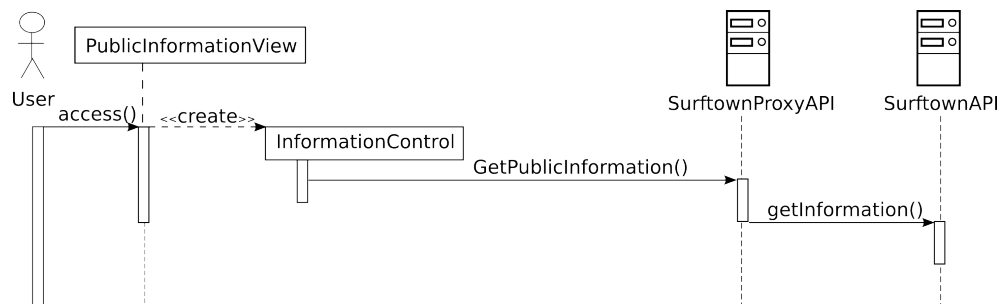 PublicInformationView
User
SurftownProxyAPI
SurftownAPI
access()
<<create>>
InformationControl
GetPublicInformation()
getInformation()